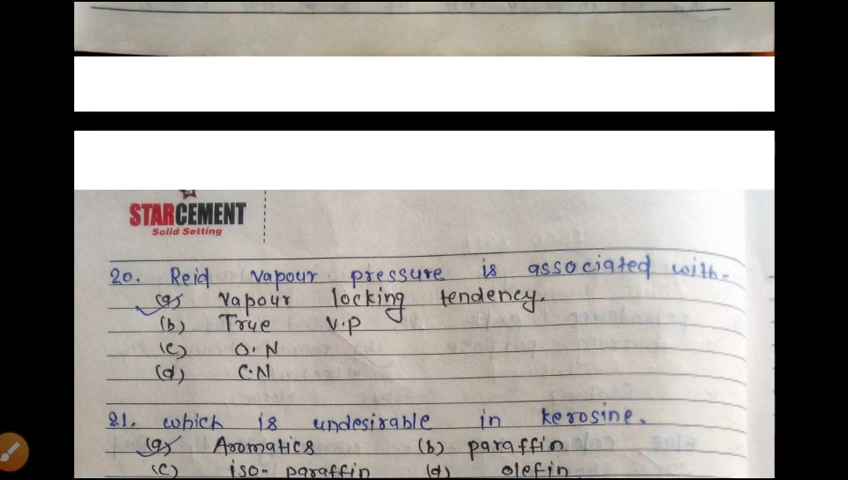 STARCEMENT
Solid Setting
20. Reid vapour pressure is associated with-
(a) Vapour locking tendency.
(b) True V.P
(c) O.N
(d) C.N
21. which is undesirable in kerosine.
(a) Aromatics (b) paraffin
(c) iso-paraffin (d) olefin